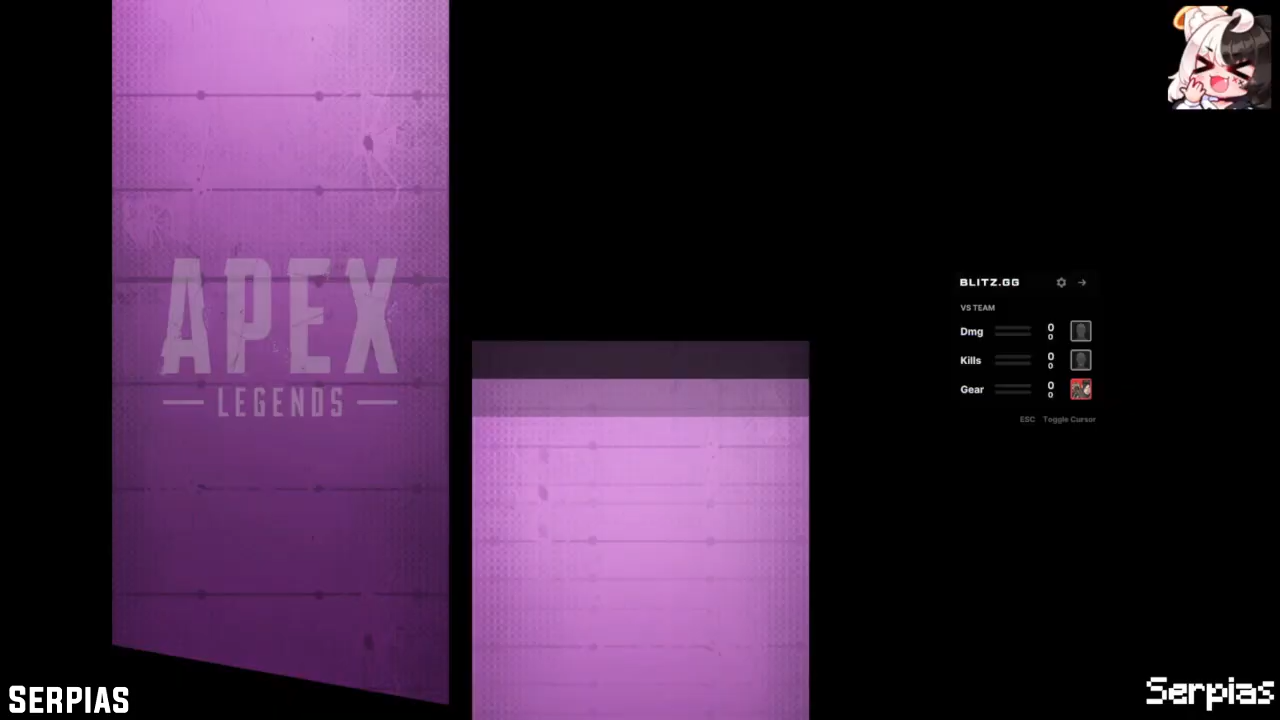 APEX
LEGENDS
BLITZ.GG
VS TEAM
Dmg 0
0
Kills 0
0
Gear 0
0
ESC Toggle Cursor
SERPIAS
Serpias